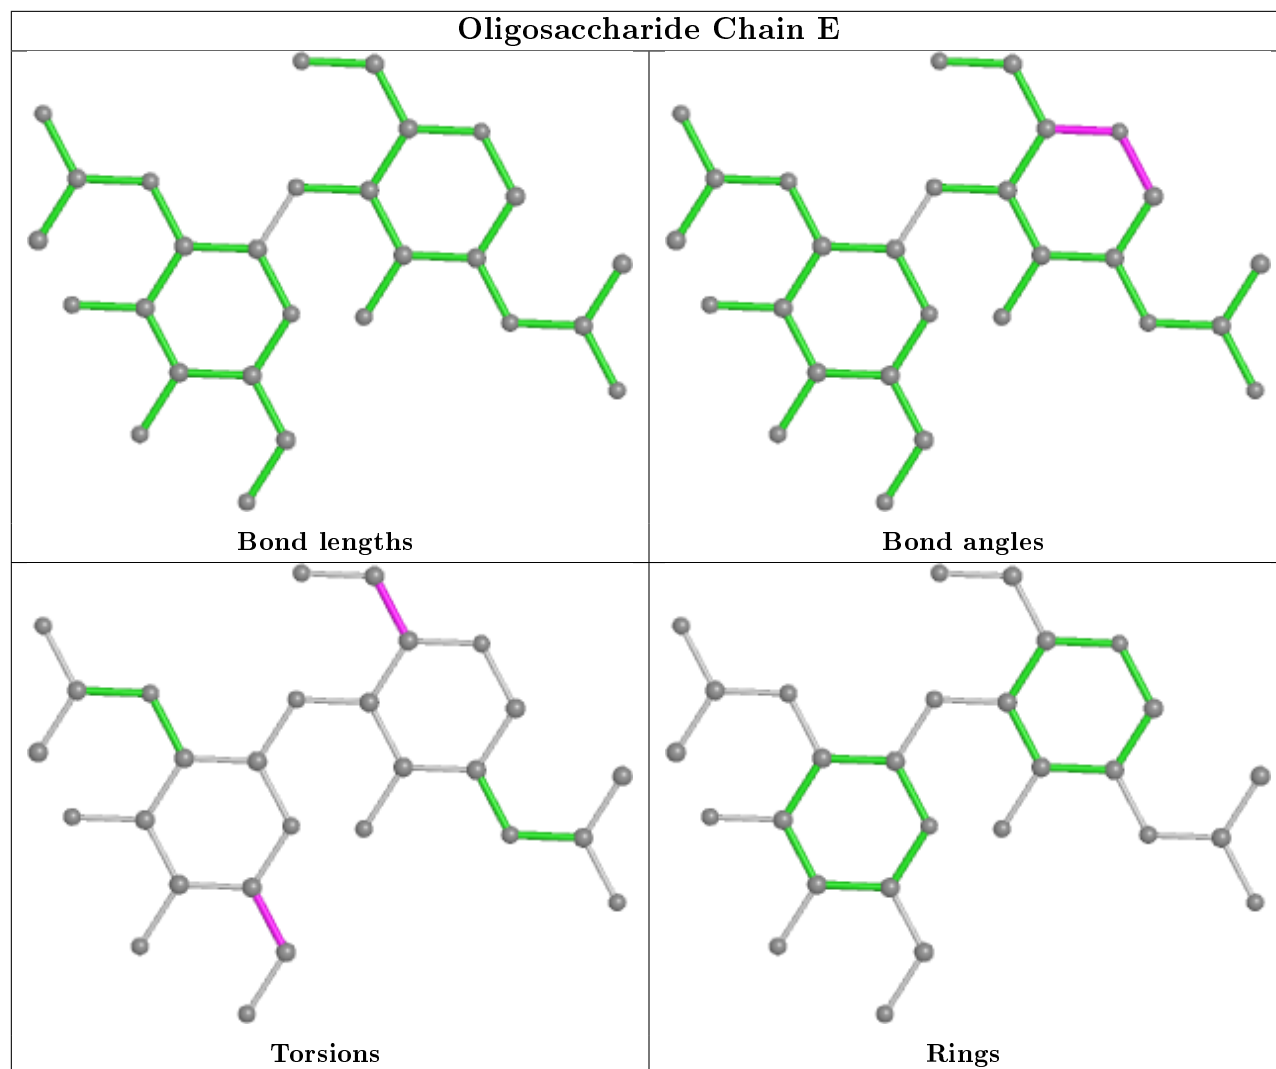 Oligosaccharide Chain E
Bond lengths
Bond angles
Torsions
Rings